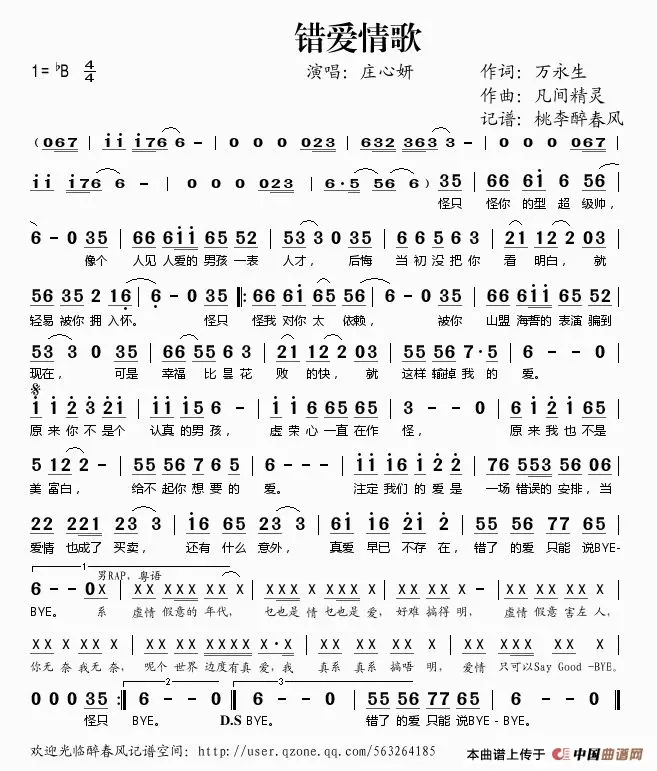 错爱情歌
1=♭B 4/4 演唱：庄心妍 作词：万永生
作曲：凡间精灵
记谱：桃李醉春风
（067 | i i i76 6 - | 0 0 0 023 | 632 363 3 - | 0 0 0 067 |
i i i76 6 - | 0 0 0 023 | 6·5 56 6 ）35 | 66 6i 6 56 |
怪只 怪你 的型 超 级帅，
6 - 0 35 | 66 6ii 65 52 | 33 3 0 35 | 66 5 6 3 | 21 12 2 03 |
像个 人见 人爱的 男孩 一表 人才， 后悔 当初没把你 看 明白， 就
56 35 2 16 | 6 - 0 35 |: 66 6i 65 56 | 6 - 0 35 | 66 6ii 65 52 |
轻易 被你 拥 入怀。 怪只 怪我 对你 太 依赖， 被你 山盟 海誓的 表演 骗到
53 3 0 35 | 66 55 6 3 | 21 12 2 03 | 55 56 7·5 | 6 - - 0 |
现在， 可是 幸福 比昙花 败 的快， 就 这样 输掉 我 的 爱。
i i 2 3 2i | i i i5 6 - | 56 53 65 65 | 3 - - 0 | 6 i 2 i 65 |
原来你不是个 认真的男孩， 虚荣心一直在作 怪， 原来我也不是
5 12 2 - | 55 56 7 5 | 6 - - - | ii i6 i 2 2 | 76 553 56 06 |
美 富白， 给不 起你 想要的 爱。 注定 我们的爱是 一场 错误的 安排， 当
22 221 23 3 | i6 65 23 3 | 6i i6 i 2 2 | 55 56 77 65 |
爱情 也成了 买卖， 还有 什么 意外， 真爱 早已 不存 在， 错了 的爱 只能 说BYE-
1 男RAP，粤语
6 - - 0X | XX XX XX X | XXX XX XX X | XX XX X | XX XX XX X |
BYE。 系 虚情 假意的 年代， 乜也是 情 乜也是 爱， 好难 搞得 明， 虚情 假意 害左人，
XX XX X | XX XX XXXX X·X | XX XX XX X | XX XXX XX X |
你无 奈我无 奈， 呢个 世界 边度有真 爱，我 真系 真系 搞唔 明， 爱情 只可以Say Good -BYE。
2 3
0 0 0 35 :| 6 - - 0 :| 6 - - 0 | 55 56 77 65 | 6 - - 0 ‖
怪只 BYE。 D.S BYE。 错了 的爱 只能 说BYE- BYE。
欢迎光临醉春风记谱空间：http://user.qzone.qq.com/563264185 本曲谱上传于 中国曲谱网